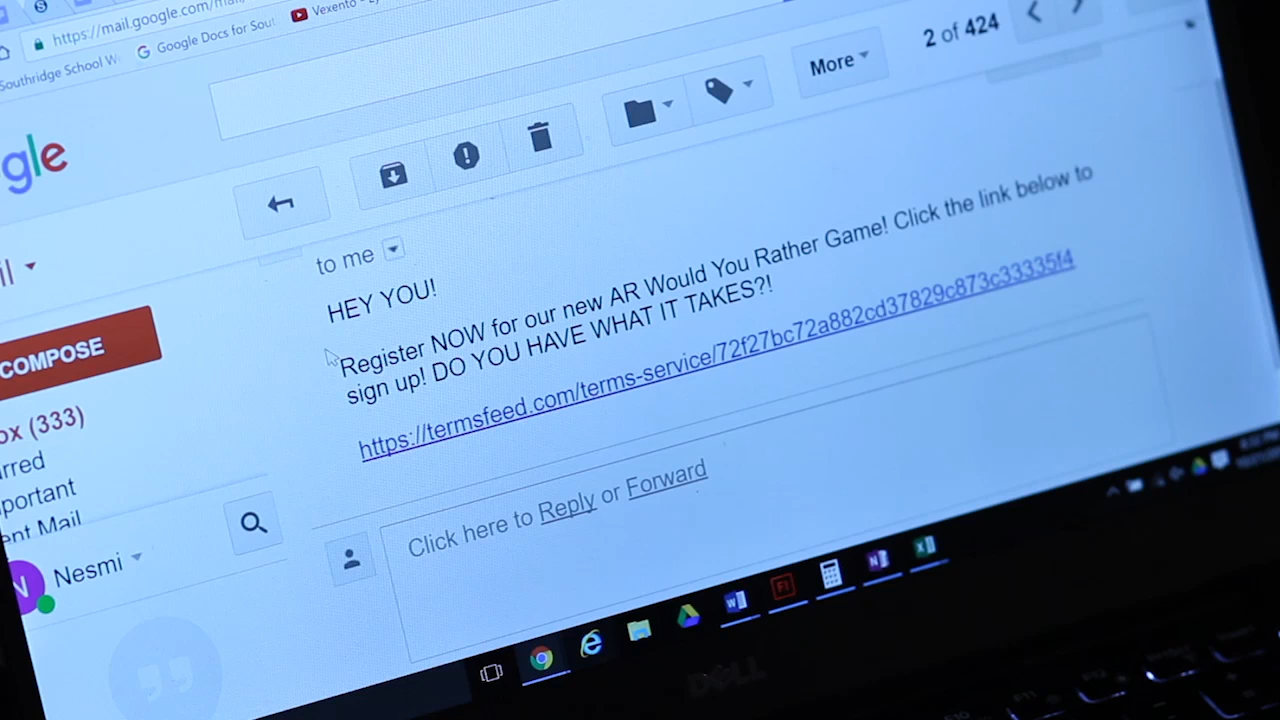 https://mail.google.com/mail/
Southridge School W
Google Docs for Sout
Vexento -
gle
More
2 of 424
to me
HEY YOU!
Register NOW for our new AR Would You Rather Game! Click the link below to
sign up! DO YOU HAVE WHAT IT TAKES?!
https://termsfeed.com/terms-service/72f27bc72a882cd37829c873c33335f4
COMPOSE
ox (333)
rred
portant
ent Mail
N
Nesmi
Click here to Reply or Forward
DELL